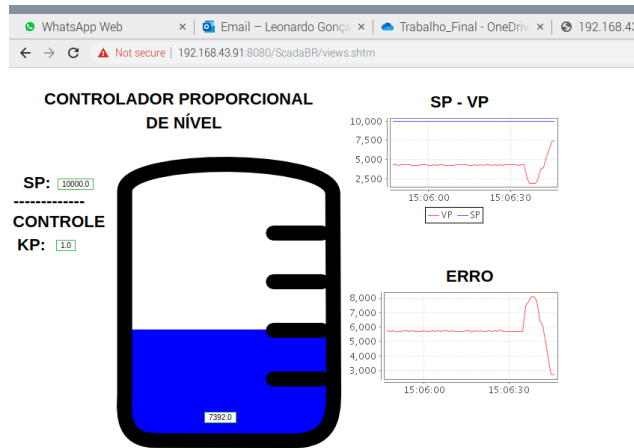 WhatsApp Web × Email – Leonardo Gonça × Trabalho_Final - OneDriv × 192.168.43
Not secure | 192.168.43.91:8080/ScadaBR/views.shtm
CONTROLADOR PROPORCIONAL
DE NÍVEL
SP: 10000.0
-------------
CONTROLE
KP: 1.0
7392.0
SP - VP
10,000
7,500
5,000
2,500
15:06:00 15:06:30
— VP — SP
ERRO
8,000
7,000
6,000
5,000
4,000
3,000
15:06:00 15:06:30